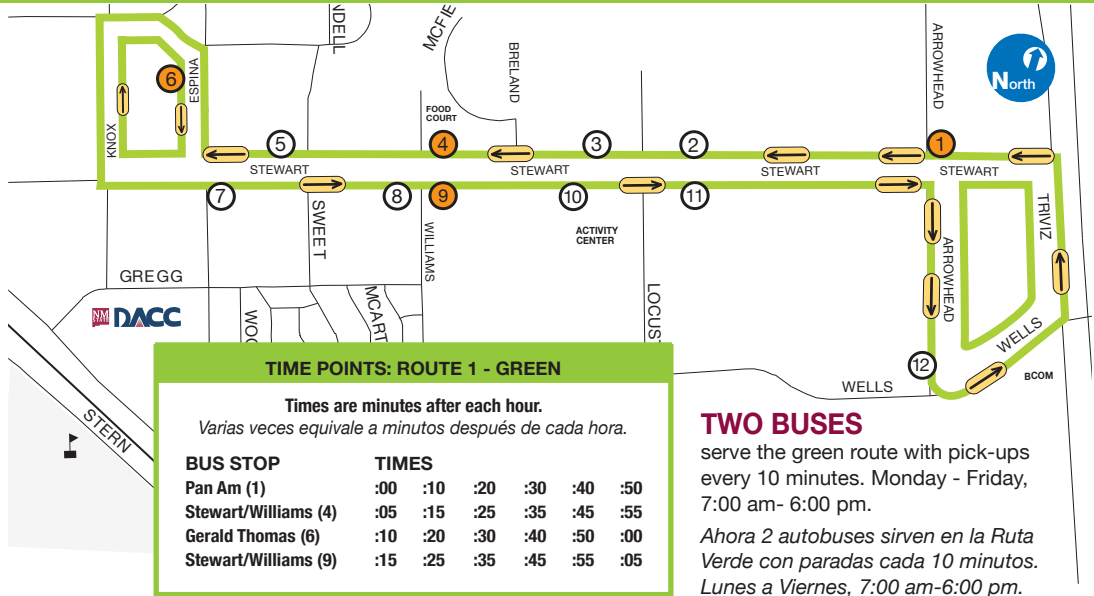 NDELL
MCFIE
BRELAND
ARROWHEAD
North
ESPINA
KNOX
6
FOOD
COURT
5
4
3
2
1
STEWART
STEWART
STEWART
STEWART
7
8
9
10
11
SWEET
WILLIAMS
ACTIVITY
CENTER
ARROWHEAD
TRIVIZ
GREGG
NM
STATE
DACC
WOO
MCART
LOCUST
WELLS
12
WELLS
BCOM
STERN
TIME POINTS: ROUTE 1 - GREEN
Times are minutes after each hour.
Varias veces equivale a minutos después de cada hora.
BUS STOP TIMES
Pan Am (1) :00 :10 :20 :30 :40 :50
Stewart/Williams (4) :05 :15 :25 :35 :45 :55
Gerald Thomas (6) :10 :20 :30 :40 :50 :00
Stewart/Williams (9) :15 :25 :35 :45 :55 :05
TWO BUSES
serve the green route with pick-ups
every 10 minutes. Monday - Friday,
7:00 am- 6:00 pm.
Ahora 2 autobuses sirven en la Ruta
Verde con paradas cada 10 minutos.
Lunes a Viernes, 7:00 am-6:00 pm.